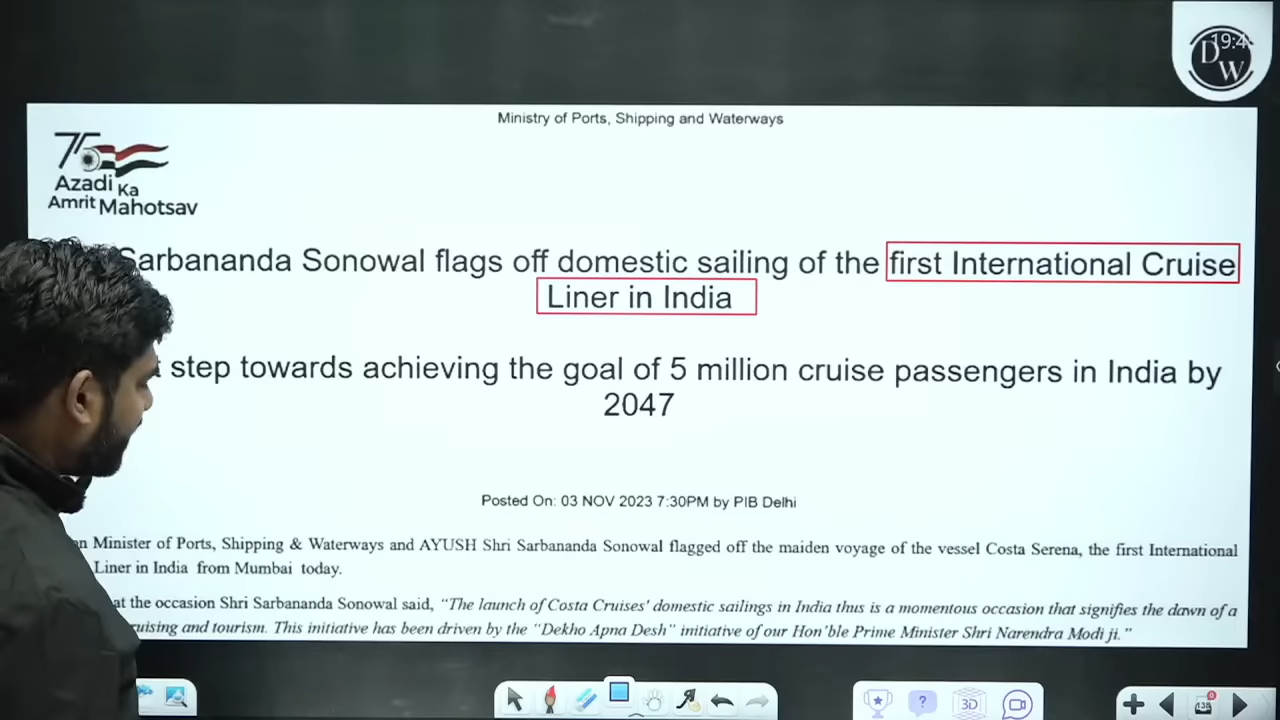 19:4
D
W
Ministry of Ports, Shipping and Waterways
75
Azadi Ka
Amrit Mahotsav
Sarbananda Sonowal flags off domestic sailing of the first International Cruise
Liner in India
step towards achieving the goal of 5 million cruise passengers in India by
2047
Posted On: 03 NOV 2023 7:30PM by PIB Delhi
Minister of Ports, Shipping & Waterways and AYUSH Shri Sarbananda Sonowal flagged off the maiden voyage of the vessel Costa Serena, the first International
Liner in India from Mumbai today.
at the occasion Shri Sarbananda Sonowal said, “The launch of Costa Cruises' domestic sailings in India thus is a momentous occasion that signifies the dawn of a
and tourism. This initiative has been driven by the “Dekho Apna Desh” initiative of our Hon'ble Prime Minister Shri Narendra Modi ji.”
? 3D 0
138